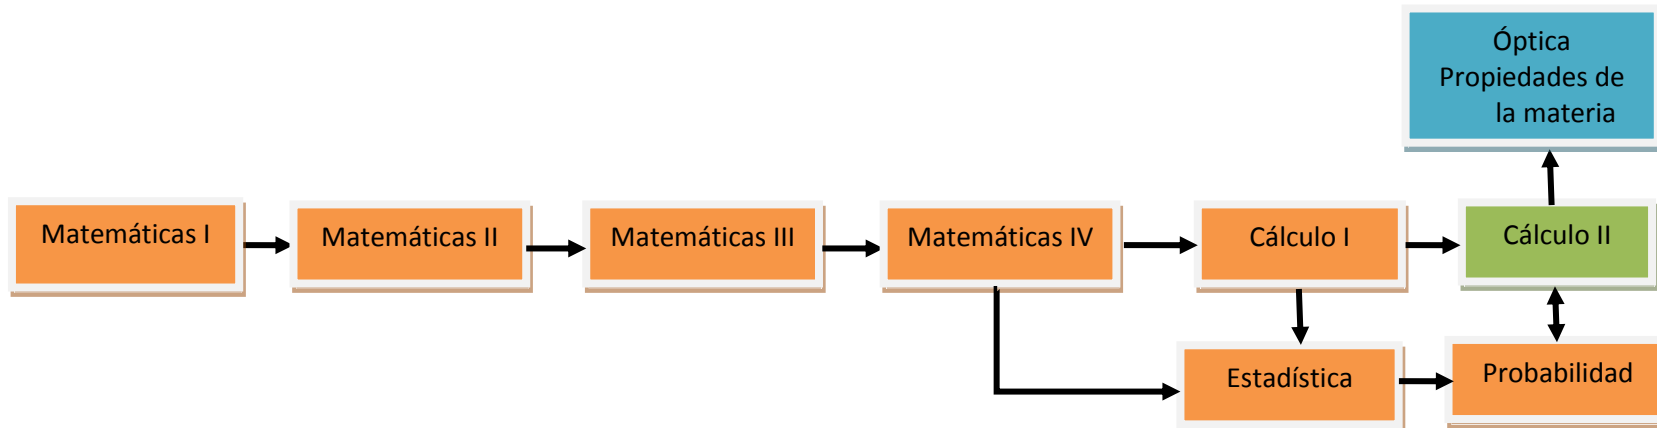 Óptica
Propiedades de
la materia
Matemáticas I
Matemáticas II
Matemáticas III
Matemáticas IV
Cálculo I
Cálculo II
Estadística
Probabilidad